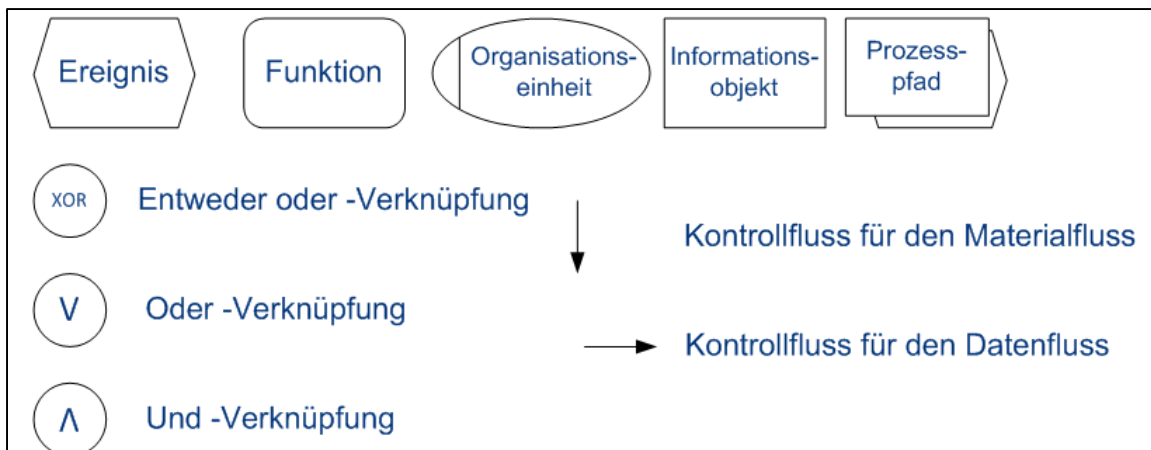 Ereignis
Funktion
Organisations-
einheit
Informations-
objekt
Prozess-
pfad
XOR
Entweder oder -Verknüpfung
Kontrollfluss für den Materialfluss
V
Oder -Verknüpfung
Kontrollfluss für den Datenfluss
Λ
Und -Verknüpfung